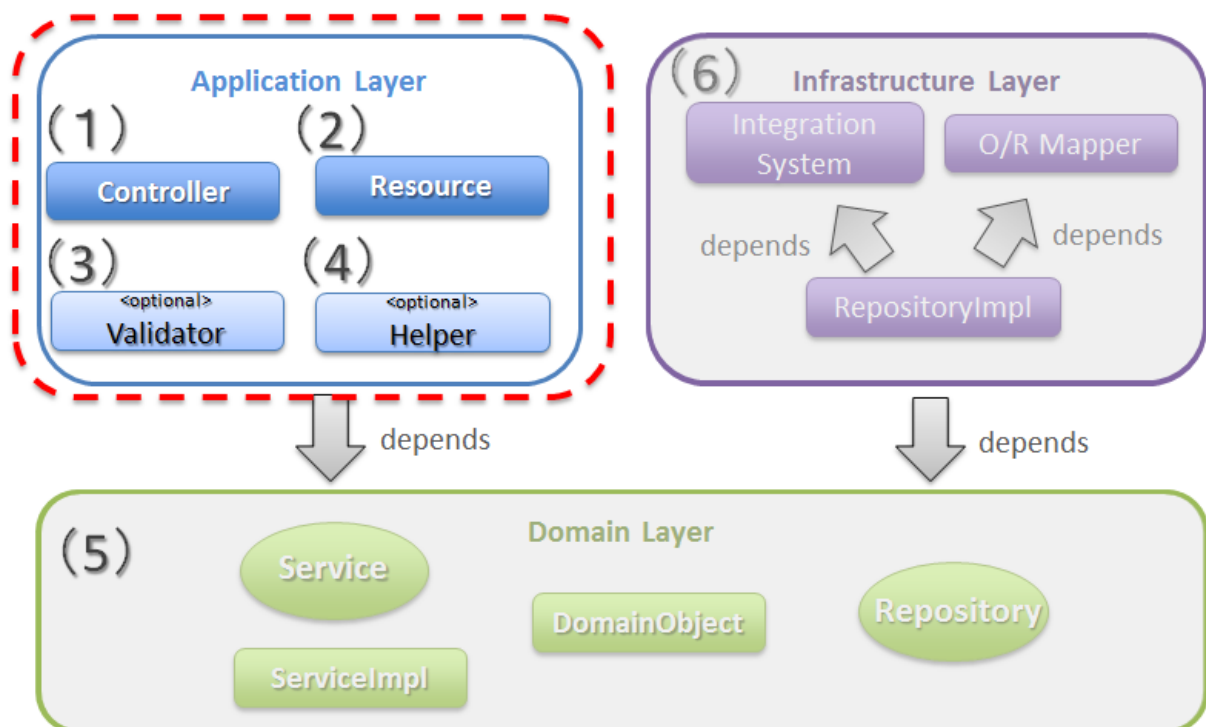 Application Layer
（1）
（2）
Controller
Resource
（3）
（4）
<optional>
Validator
<optional>
Helper
（6）
Infrastructure Layer
Integration
System
O/R Mapper
depends
depends
RepositoryImpl
depends
depends
（5）
Domain Layer
Service
DomainObject
Repository
ServiceImpl